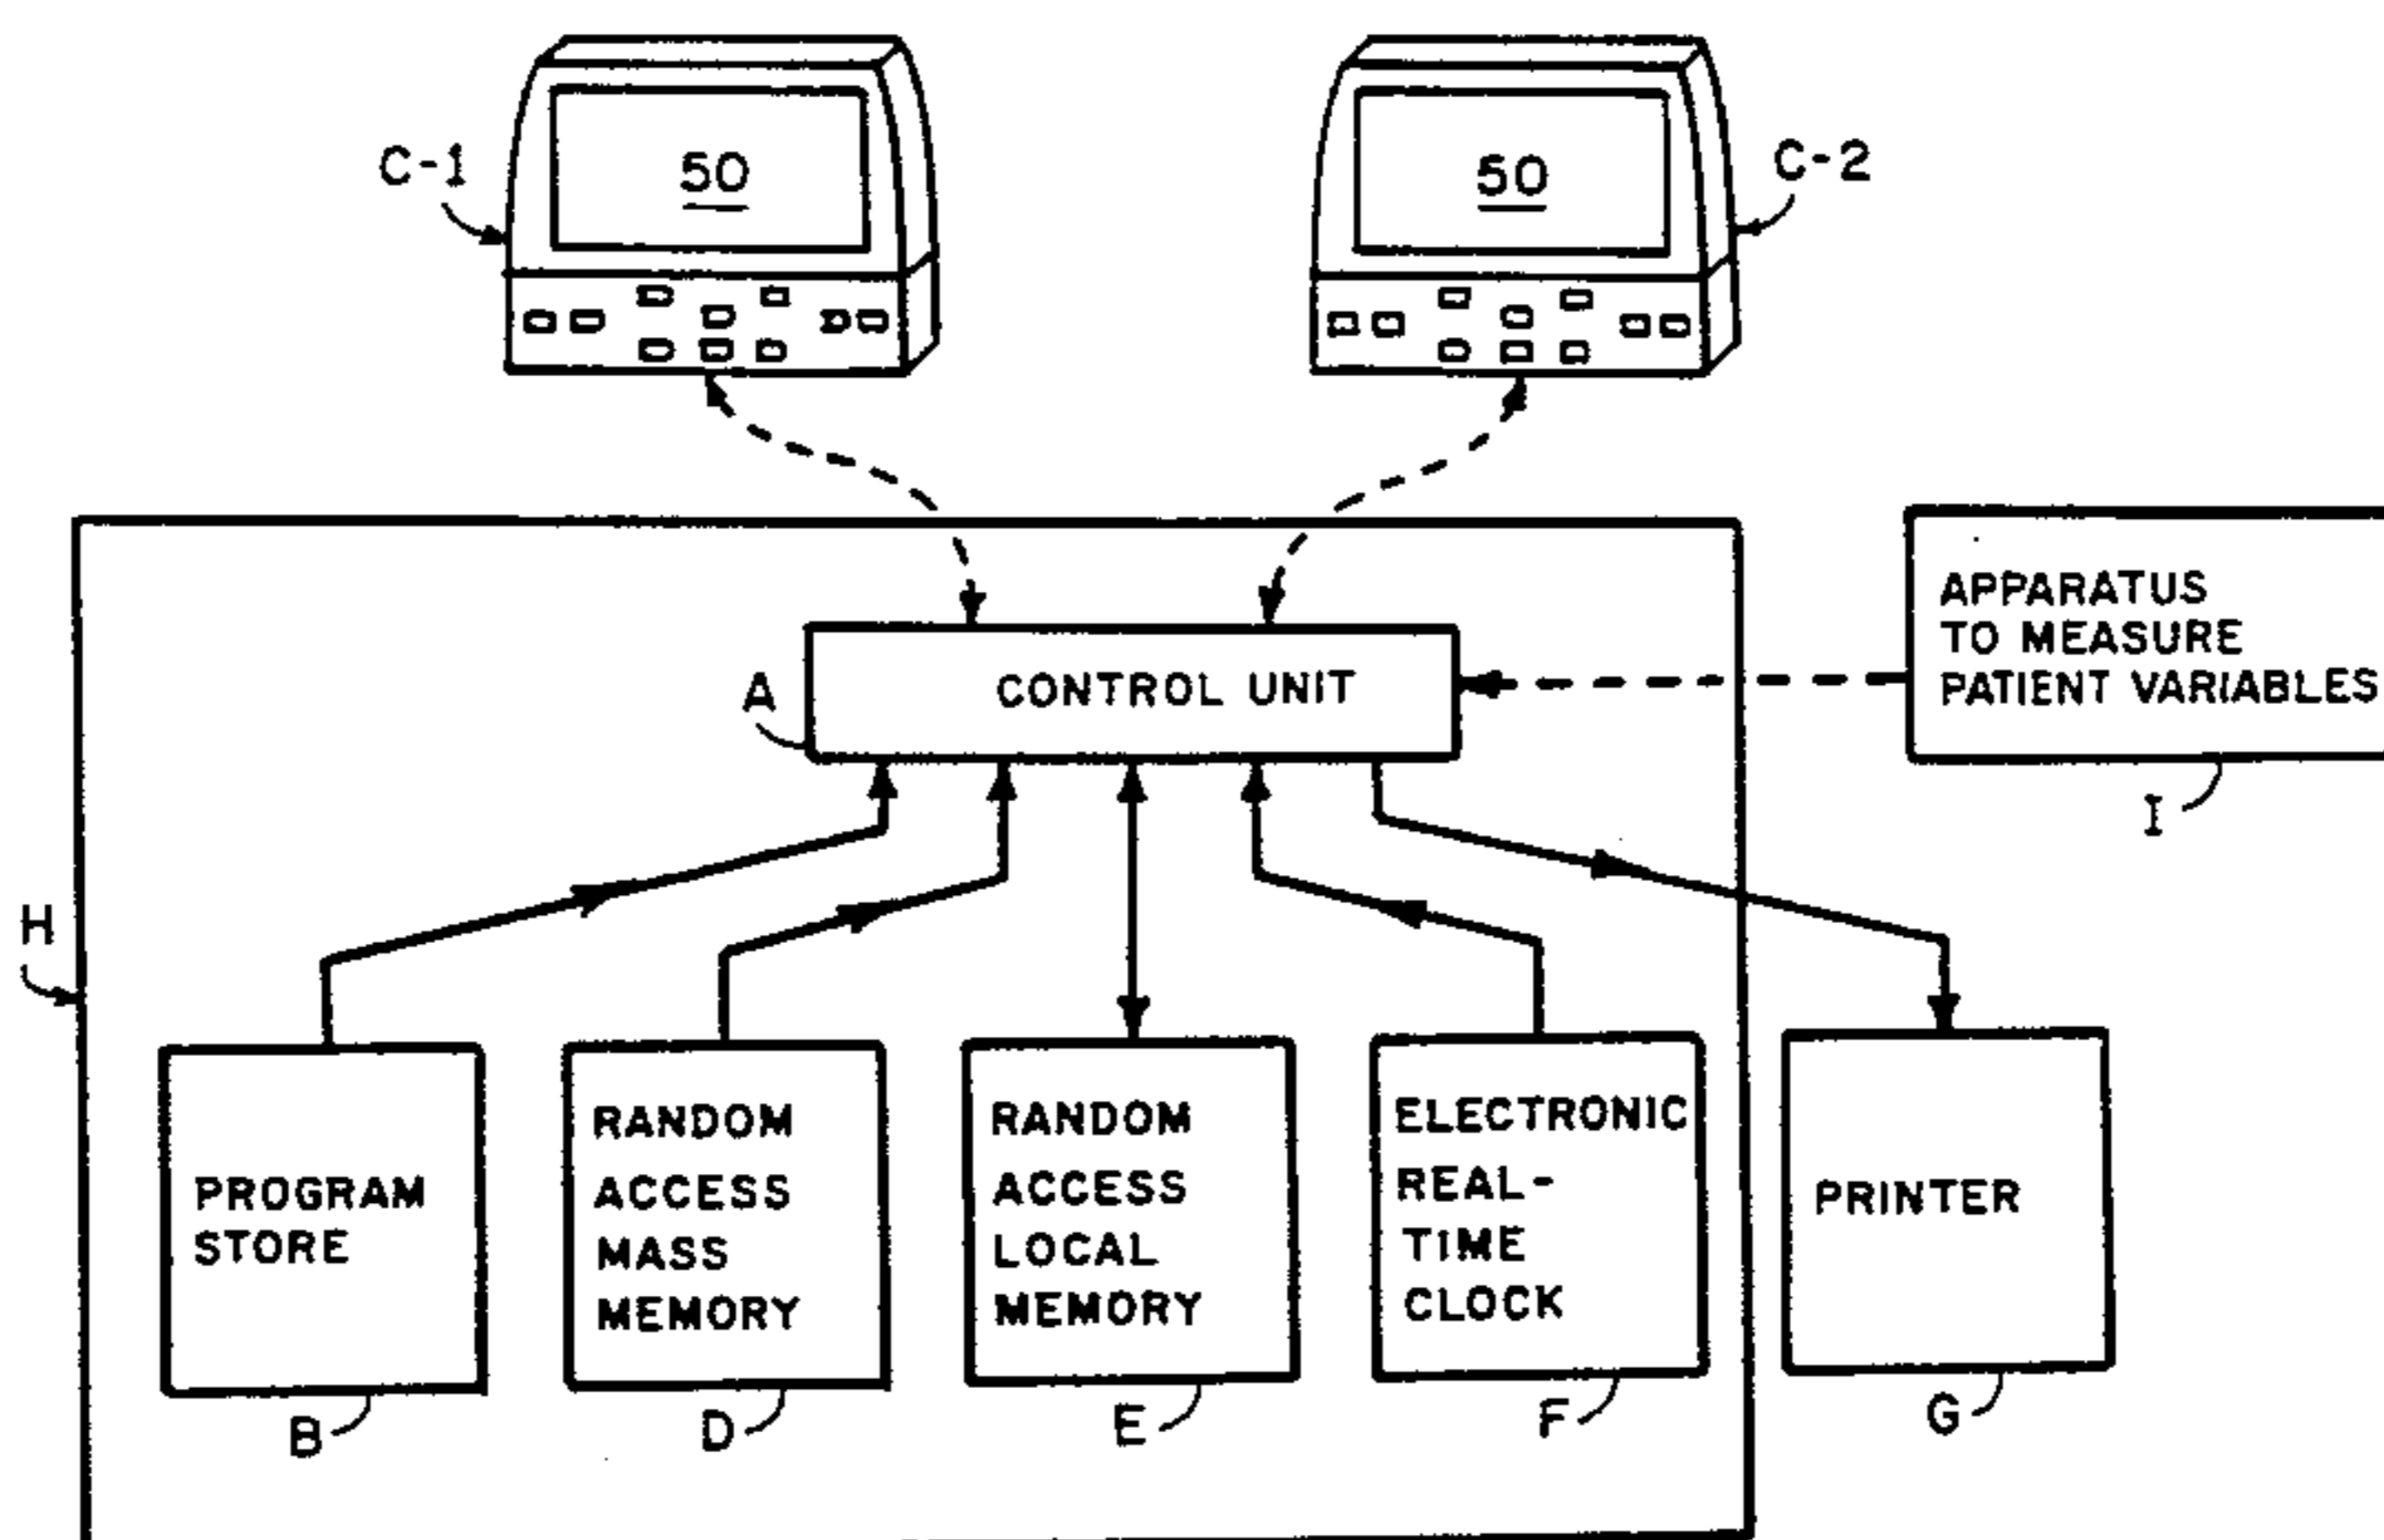 C-1
50
50
C-2
APPARATUS
TO MEASURE
PATIENT VARIABLES
I
A
CONTROL UNIT
H
PROGRAM
STORE
B
RANDOM
ACCESS
MASS
MEMORY
D
RANDOM
ACCESS
LOCAL
MEMORY
E
ELECTRONIC
REAL-
TIME
CLOCK
F
PRINTER
G